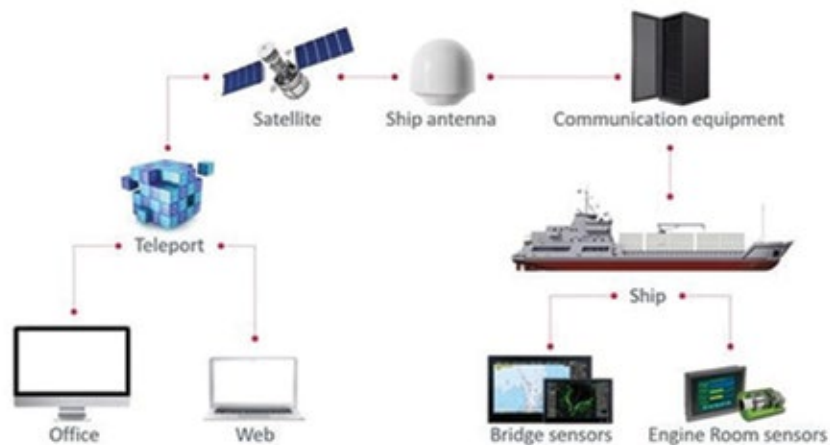 Satellite
Ship antenna
Communication equipment
Teleport
Ship
Office
Web
Bridge sensors
Engine Room sensors